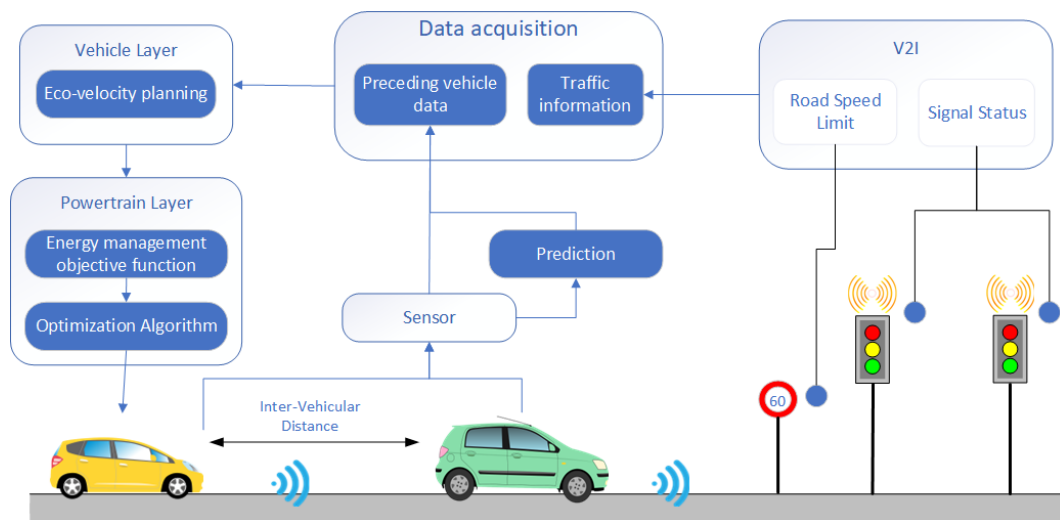 Vehicle Layer
Eco-velocity planning
Powertrain Layer
Energy management
objective function
Optimization Algorithm
Data acquisition
Preceding vehicle
data
Traffic
information
V2I
Road Speed
Limit
Signal Status
Prediction
Sensor
Inter-Vehicular
Distance
60